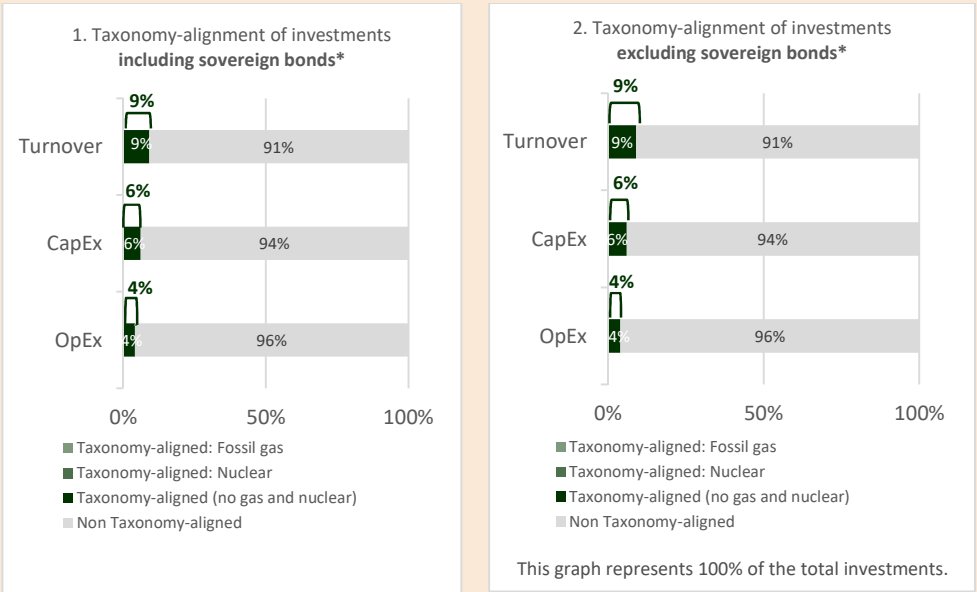 1. Taxonomy-alignment of investments
including sovereign bonds*
9%
Turnover
9%
91%
6%
CapEx
6%
94%
4%
OpEx
4%
96%
0%
50%
100%
Taxonomy-aligned: Fossil gas
Taxonomy-aligned: Nuclear
Taxonomy-aligned (no gas and nuclear)
Non Taxonomy-aligned
2. Taxonomy-alignment of investments
excluding sovereign bonds*
9%
Turnover
9%
91%
6%
CapEx
6%
94%
4%
OpEx
4%
96%
0%
50%
100%
Taxonomy-aligned: Fossil gas
Taxonomy-aligned: Nuclear
Taxonomy-aligned (no gas and nuclear)
Non Taxonomy-aligned
This graph represents 100% of the total investments.